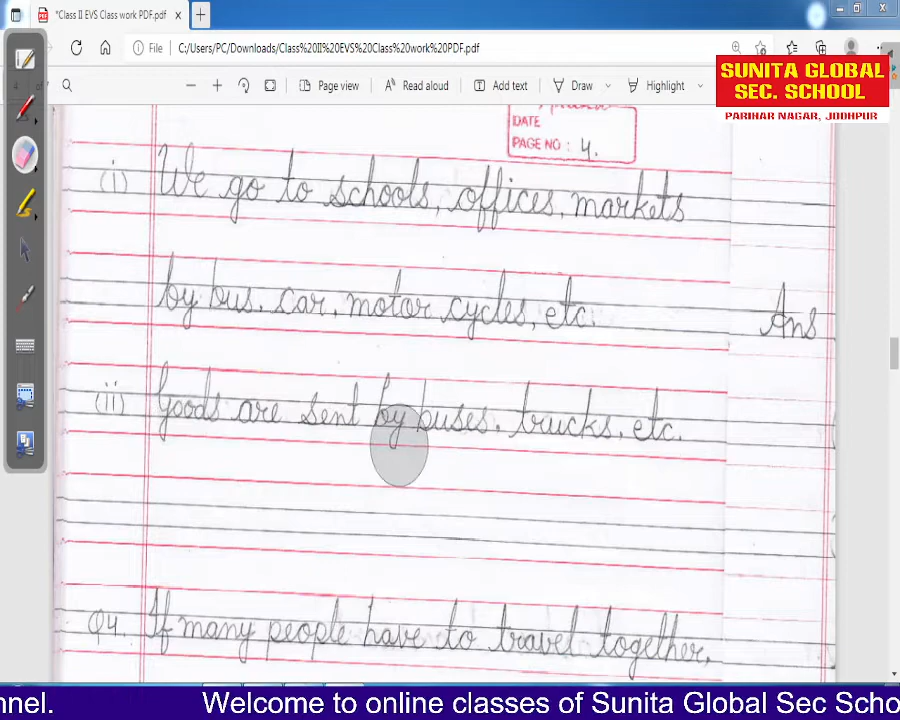 *Class II EVS Class work PDF.pdf
File C:/Users/PC/Downloads/Class%20II%20EVS%20Class%20work%20PDF.pdf
4 of
Page view Read aloud Add text Draw Highlight
SUNITA GLOBAL
SEC. SCHOOL
PARIHAR NAGAR, JODHPUR
DATE
PAGE NO : 4.
(i) We go to schools, offices, markets
by bus, car, motor cycles, etc.
Ans
(ii) Goods are sent by buses, trucks, etc.
Q4. If many people have to travel together,
nnel. Welcome to online classes of Sunita Global Sec Scho